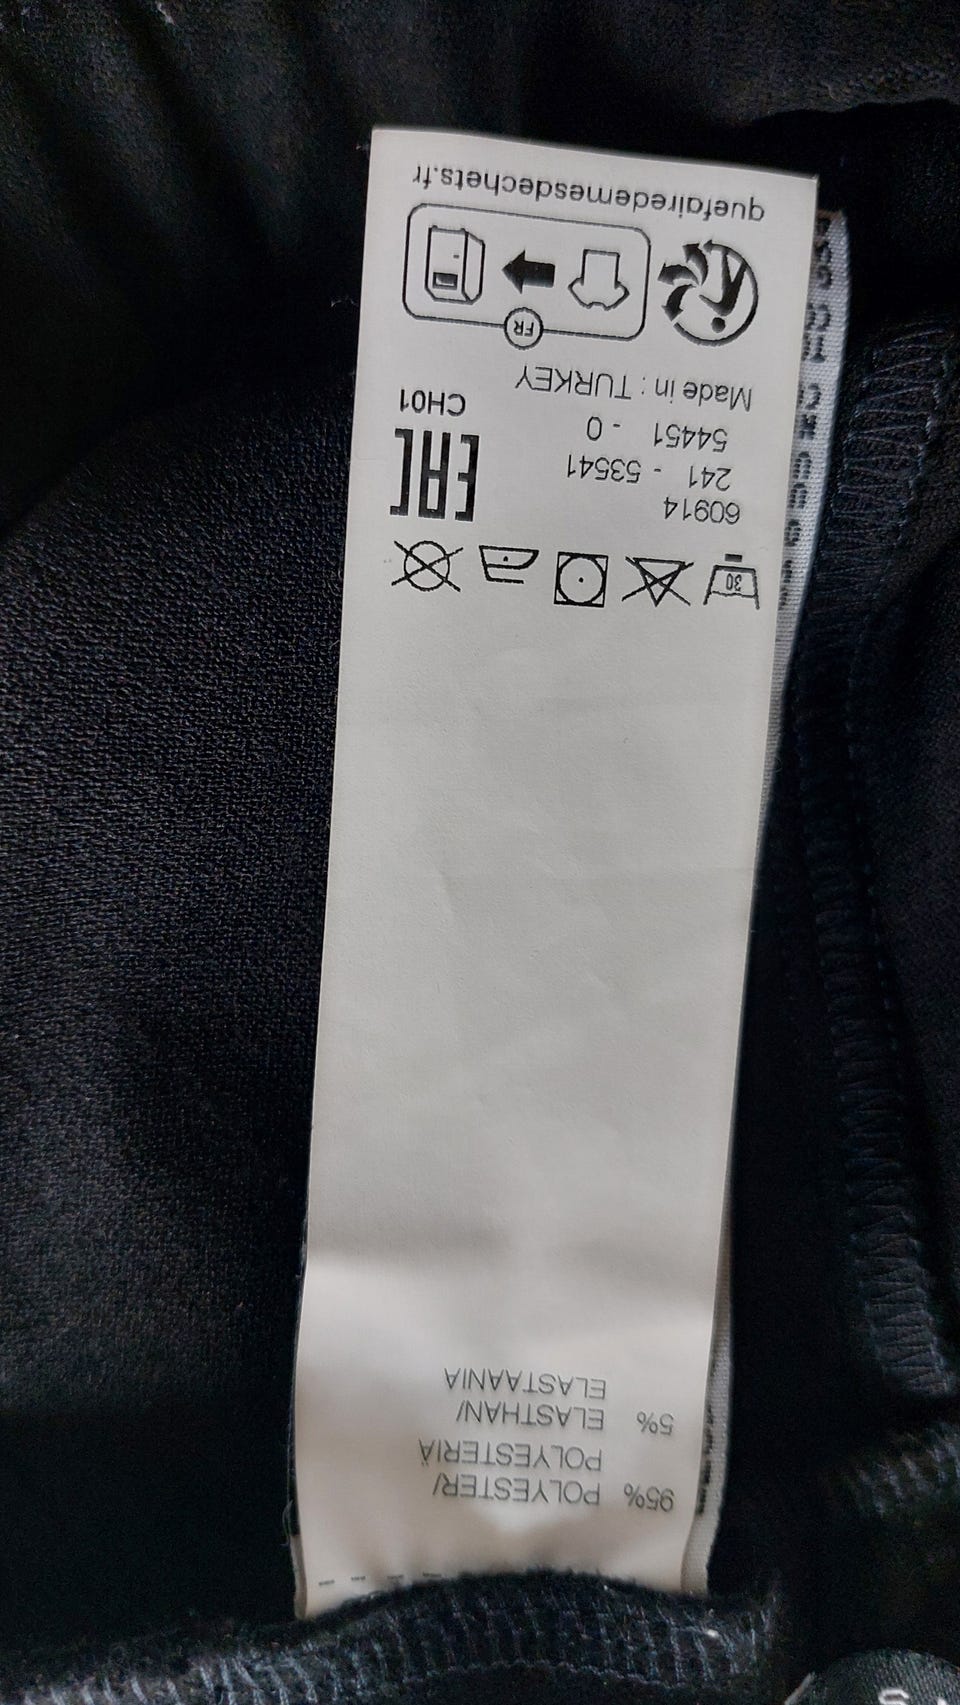 95% POLYESTER/
POLYESTERIÄ
5% ELASTHAN/
ELASTAANIA
30
60914
241 - 53541
54451 - 0
EAC
CH01
Made in : TURKEY
FR
quefairedemesdechets.fr